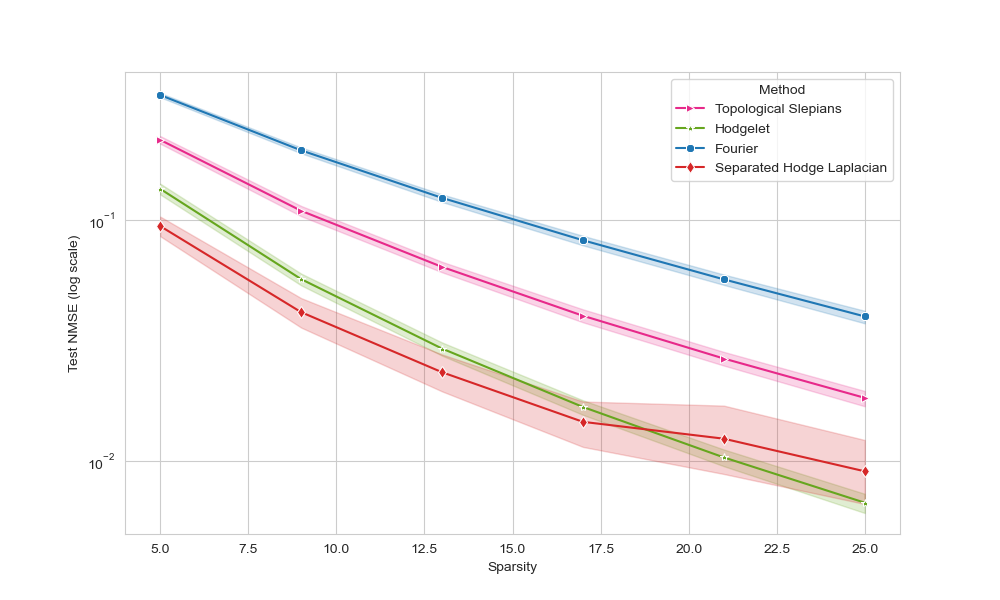 Method
Topological Slepians
Hodgelet
Fourier
Separated Hodge Laplacian
Test NMSE (log scale)
10⁻¹
10⁻²
5.0 7.5 10.0 12.5 15.0 17.5 20.0 22.5 25.0
Sparsity